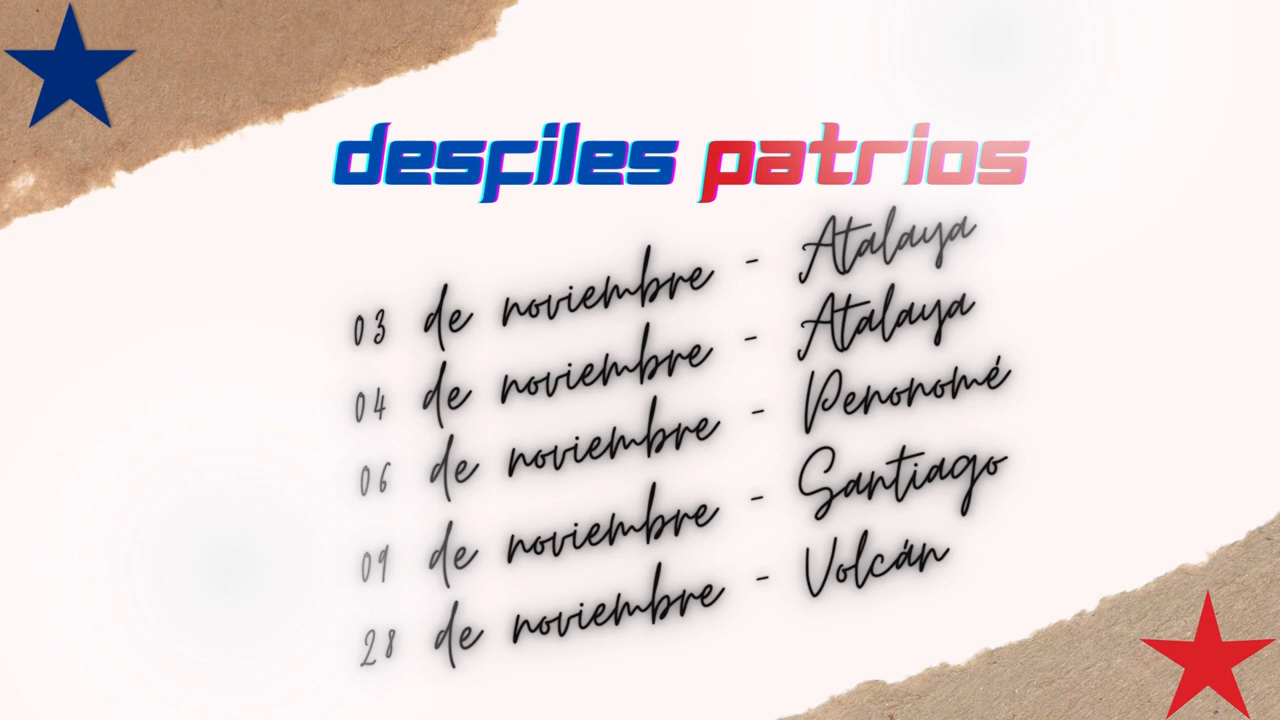 desfiles patrios
03 de noviembre - Atalaya
04 de noviembre - Atalaya
06 de noviembre - Penonomé
09 de noviembre - Santiago
28 de noviembre - Volcán